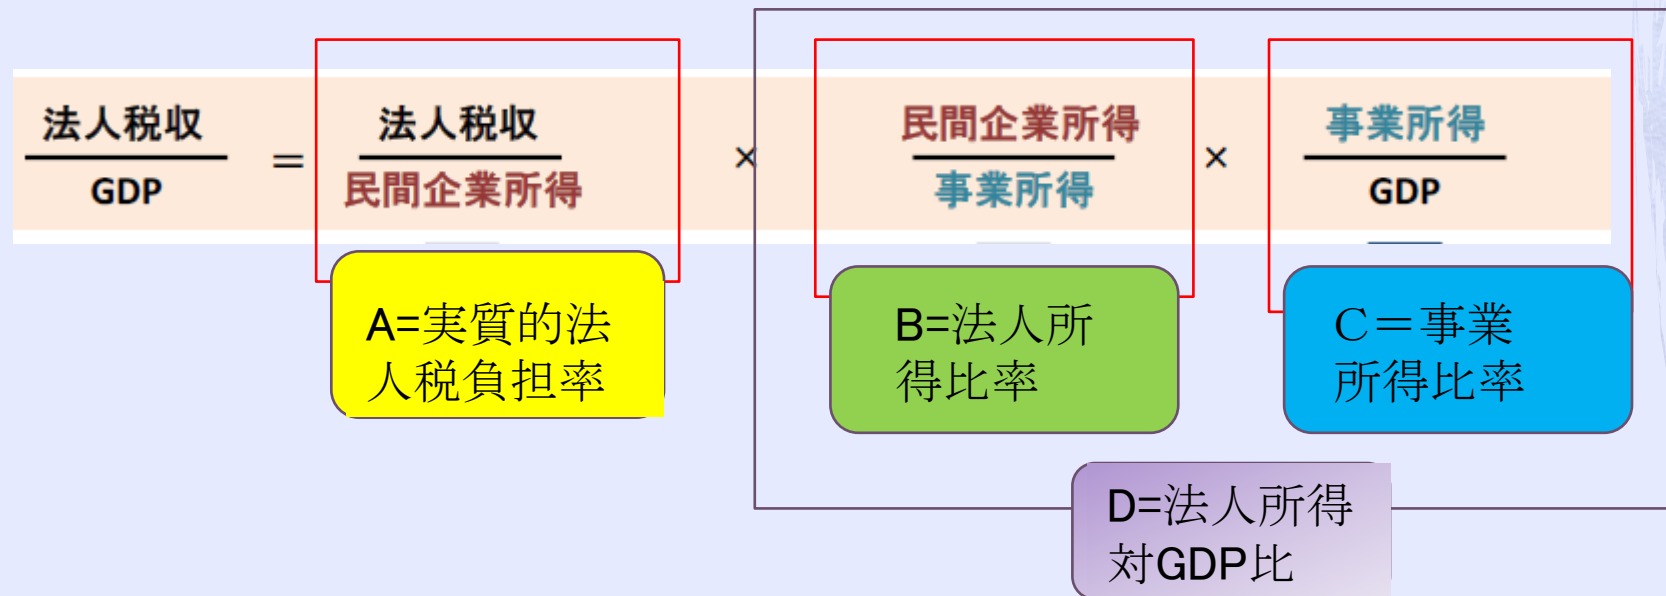 法人税収 法人税収 民間企業所得 事業所得
= × ×
GDP 民間企業所得 事業所得 GDP
A=実質的法
人税負担率
B=法人所
得比率
C＝事業
所得比率
D=法人所得
対GDP比